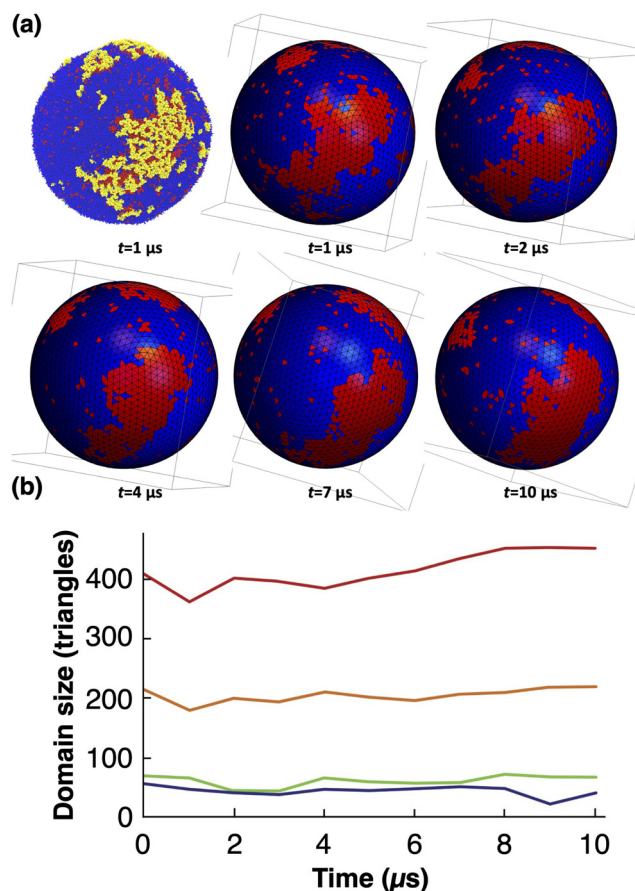 (a)
t=1 µs
t=1 µs
t=2 µs
t=4 µs
t=7 µs
t=10 µs
(b)
Domain size (triangles)
400
300
200
100
0
0 2 4 6 8 10
Time (µs)